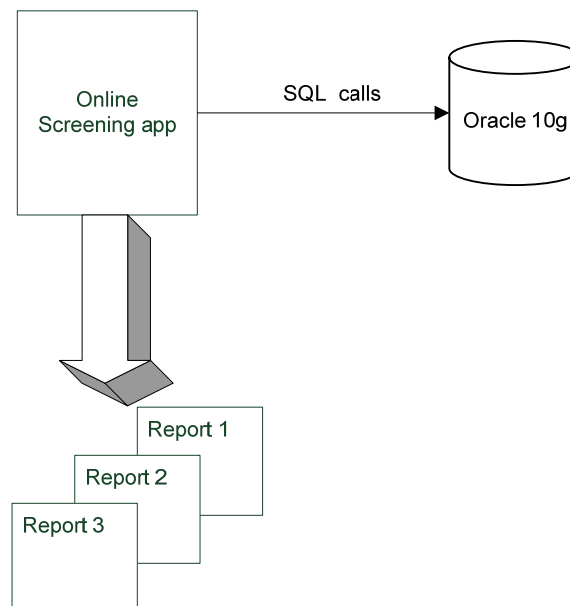 Online
Screening app
SQL calls
Oracle 10g
Report 1
Report 2
Report 3